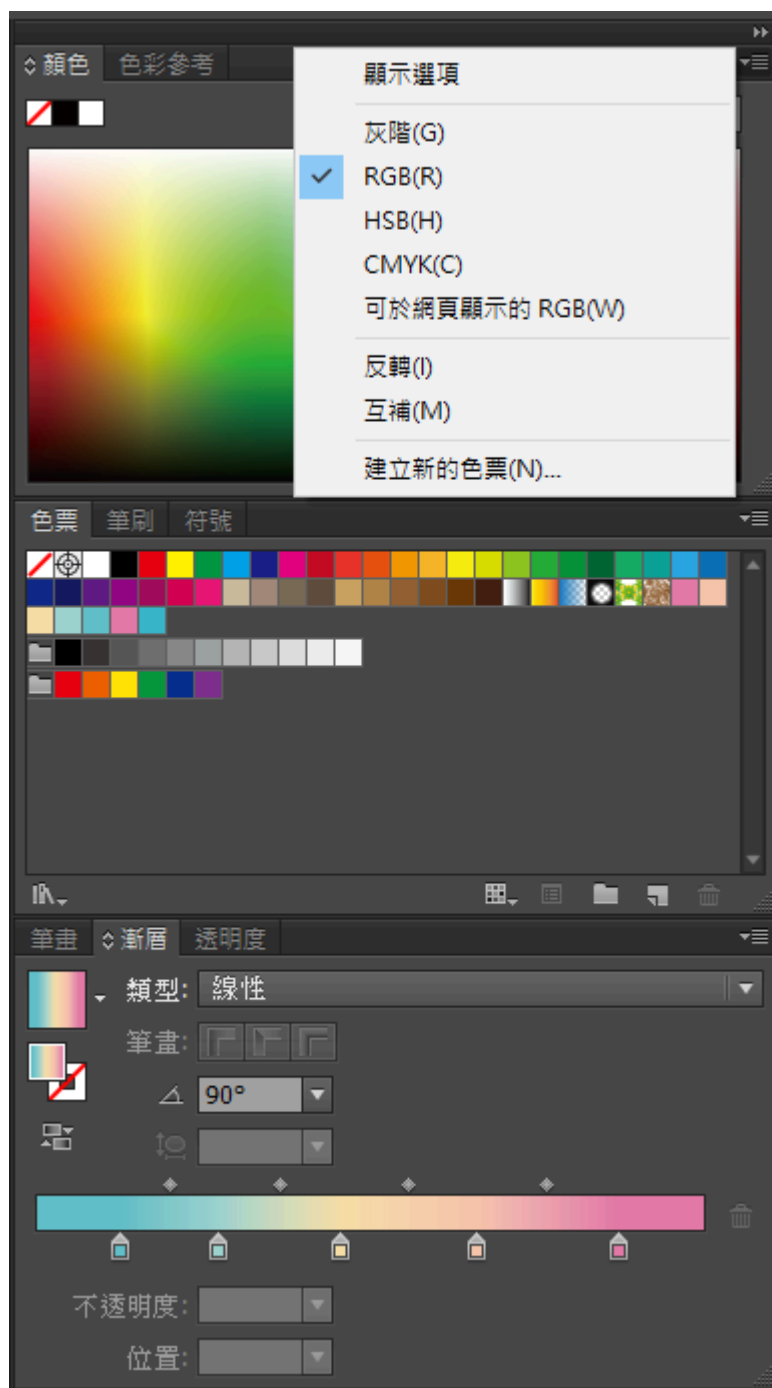 顏色 色彩參考
顯示選項
灰階(G)
RGB(R)
HSB(H)
CMYK(C)
可於網頁顯示的 RGB(W)
反轉(I)
互補(M)
建立新的色票(N)...
色票 筆刷 符號
筆畫 漸層 透明度
類型: 線性
筆畫:
90°
不透明度:
位置: